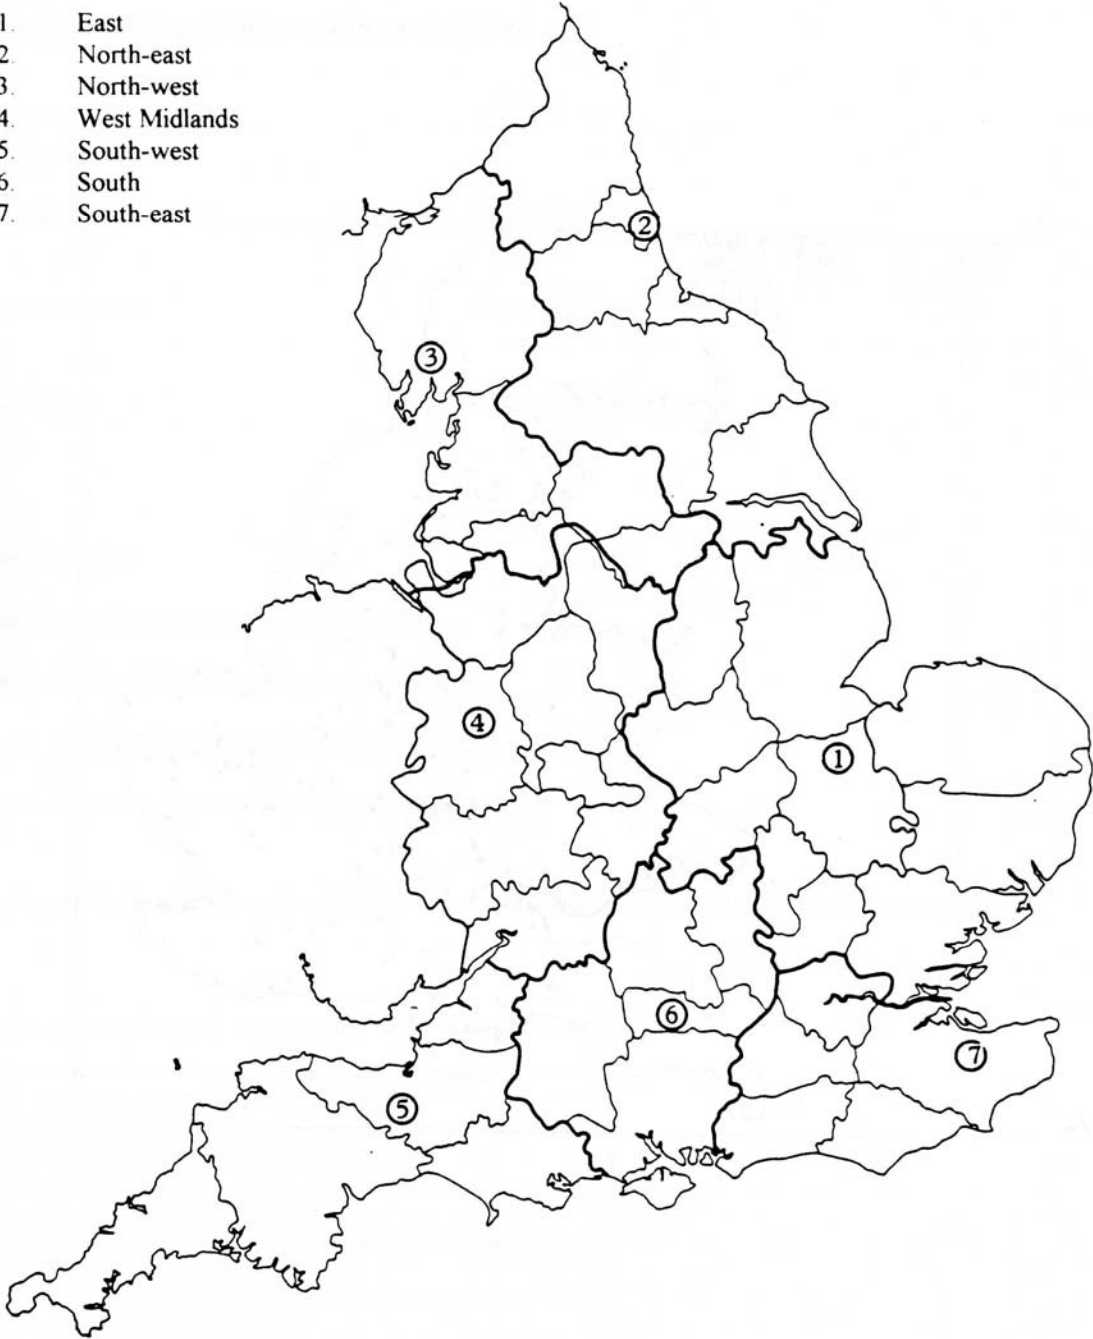 1. East
2. North-east
3. North-west
4. West Midlands
5. South-west
6. South
7. South-east
2
3
4
1
6
7
5